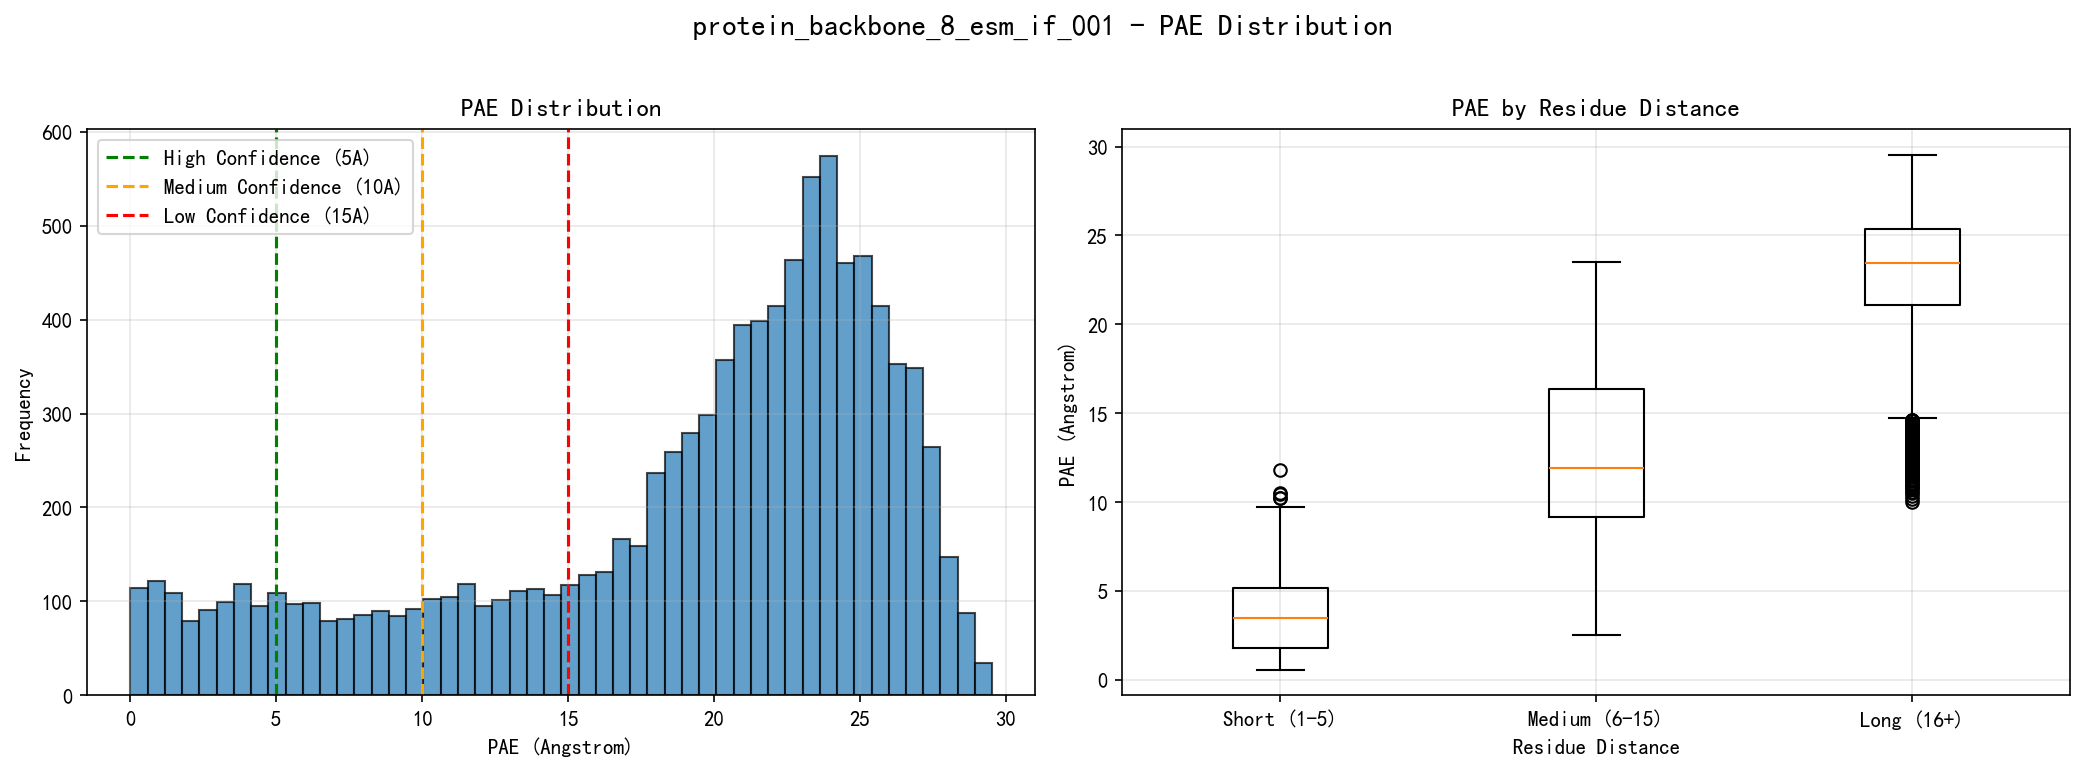 protein_backbone_8_esm_if_001 - PAE Distribution
PAE Distribution
600
500
400
300
200
100
0
Frequency
High Confidence (5A)
Medium Confidence (10A)
Low Confidence (15A)
0 5 10 15 20 25 30
PAE (Angstrom)
PAE by Residue Distance
30
25
20
15
10
5
0
PAE (Angstrom)
Short (1-5) Medium (6-15) Long (16+)
Residue Distance